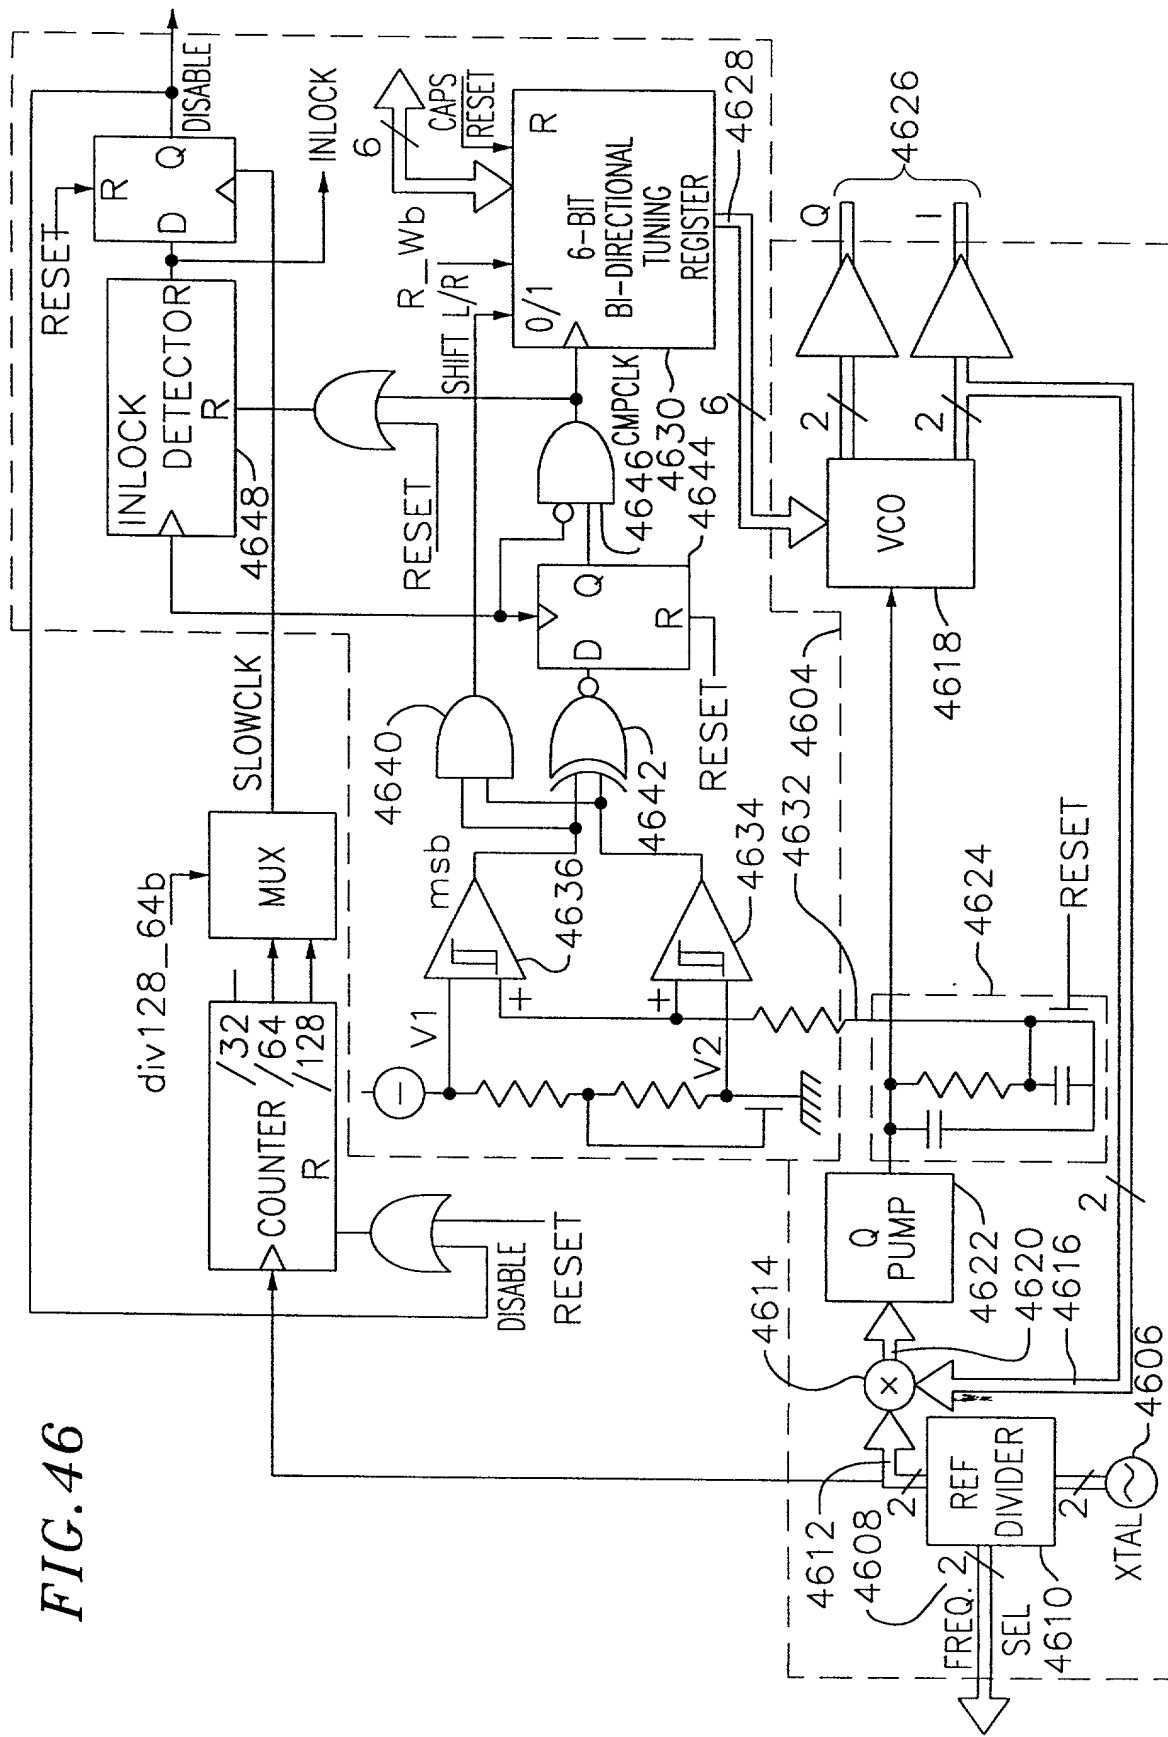 FIG.46
RESET
R
D
Q
DISABLE
INLOCK
DETECTOR
R
4648
INLOCK
RESET
6
CAPS
RESET
R_Wb
SHIFT L/R
0/1
R
6-BIT
BI-DIRECTIONAL
TUNING
REGISTER
CMPCLK
4646
4630
4644
4628
6
div128_64b
MUX
SLOWCLK
COUNTER
/32
/64
/128
R
DISABLE
RESET
V1
V2
+
+
msb
4636
4634
4640
4642
D
Q
R
RESET
4632
4604
4624
RESET
Q
PUMP
4622
4620
4616
4614
2
VCO
4618
2
2
Q
I
4626
4612
4608
2
REF
DIVIDER
2
XTAL
4606
FREQ.
SEL
2
4610